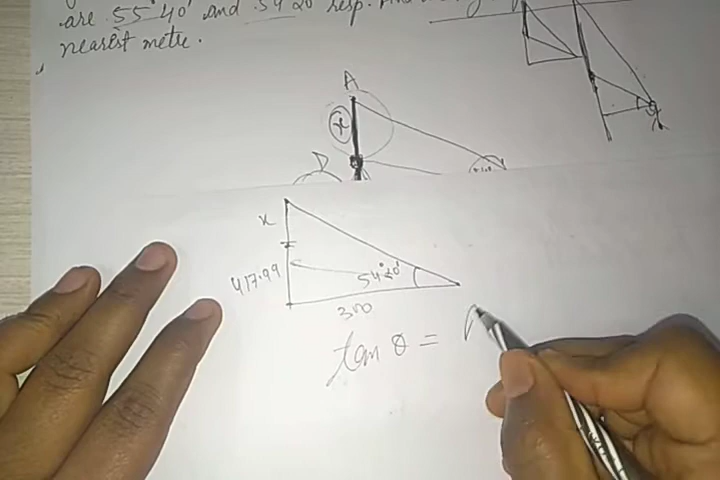 are 55°40' and 54°20' resp.
nearest metre.
A
x
D
x
417.99
54°20'
300
tan θ =